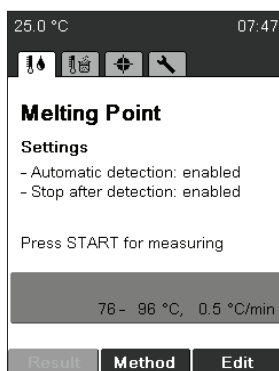 25.0 °C 07:47
Melting Point
Settings
- Automatic detection: enabled
- Stop after detection: enabled
Press START for measuring
76 - 96 °C, 0.5 °C/min
Result Method Edit